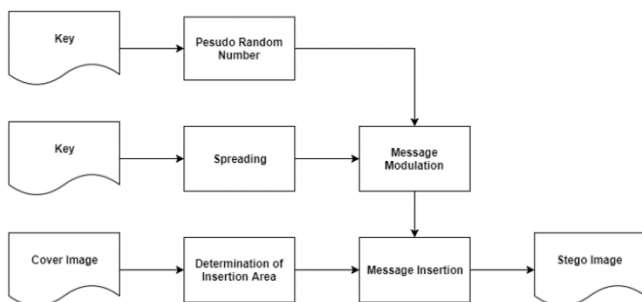 Key
Pesudo Random
Number
Key
Spreading
Message
Modulation
Cover Image
Determination of
Insertion Area
Message Insertion
Stego Image